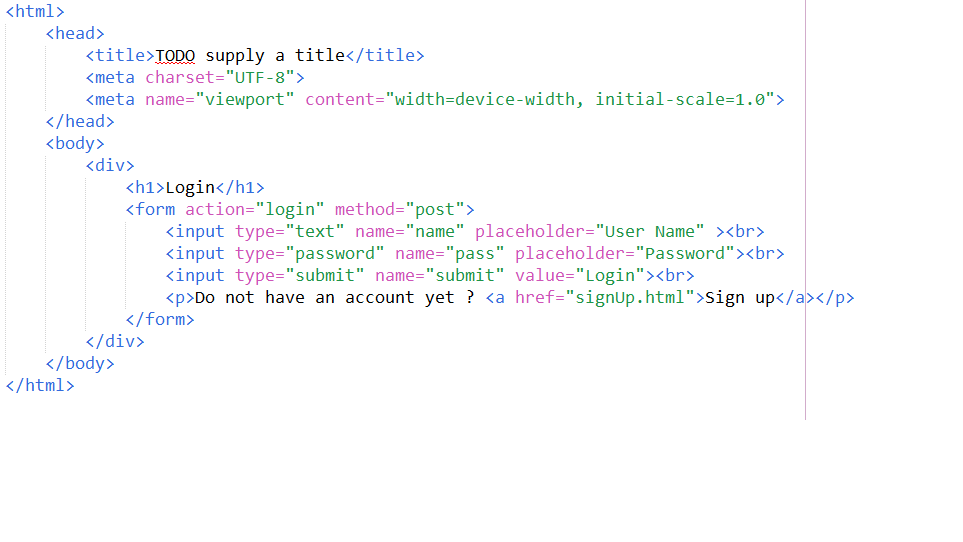 <html>
<head>
<title>TODO supply a title</title>
<meta charset="UTF-8">
<meta name="viewport" content="width=device-width, initial-scale=1.0">
</head>
<body>
<div>
<h1>Login</h1>
<form action="login" method="post">
<input type="text" name="name" placeholder="User Name" ><br>
<input type="password" name="pass" placeholder="Password"><br>
<input type="submit" name="submit" value="Login"><br>
<p>Do not have an account yet ? <a href="signUp.html">Sign up</a></p>
</form>
</div>
</body>
</html>